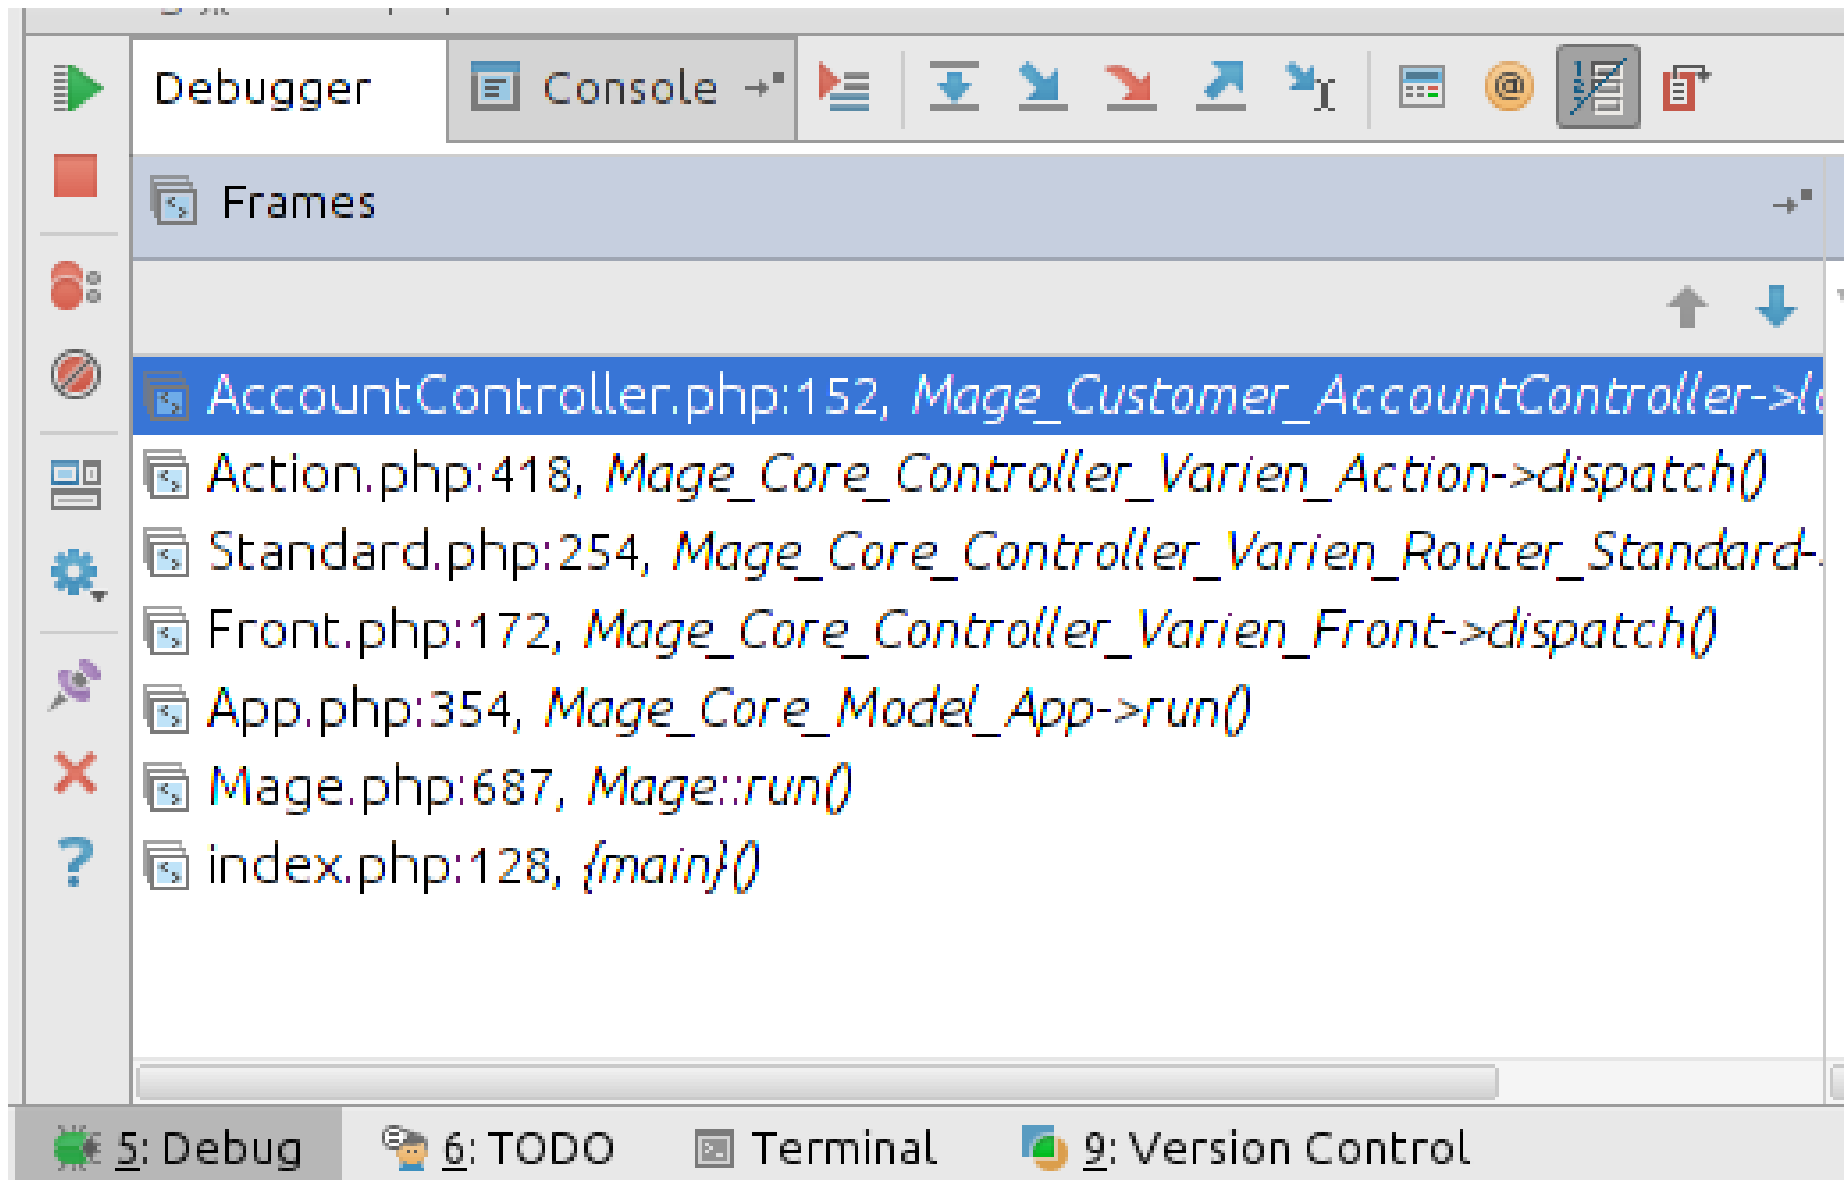 Debugger Console
Frames
AccountController.php:152, Mage_Customer_AccountController->l
Action.php:418, Mage_Core_Controller_Varien_Action->dispatch()
Standard.php:254, Mage_Core_Controller_Varien_Router_Standard-
Front.php:172, Mage_Core_Controller_Varien_Front->dispatch()
App.php:354, Mage_Core_Model_App->run()
Mage.php:687, Mage::run()
index.php:128, {main}()
5: Debug 6: TODO Terminal 9: Version Control